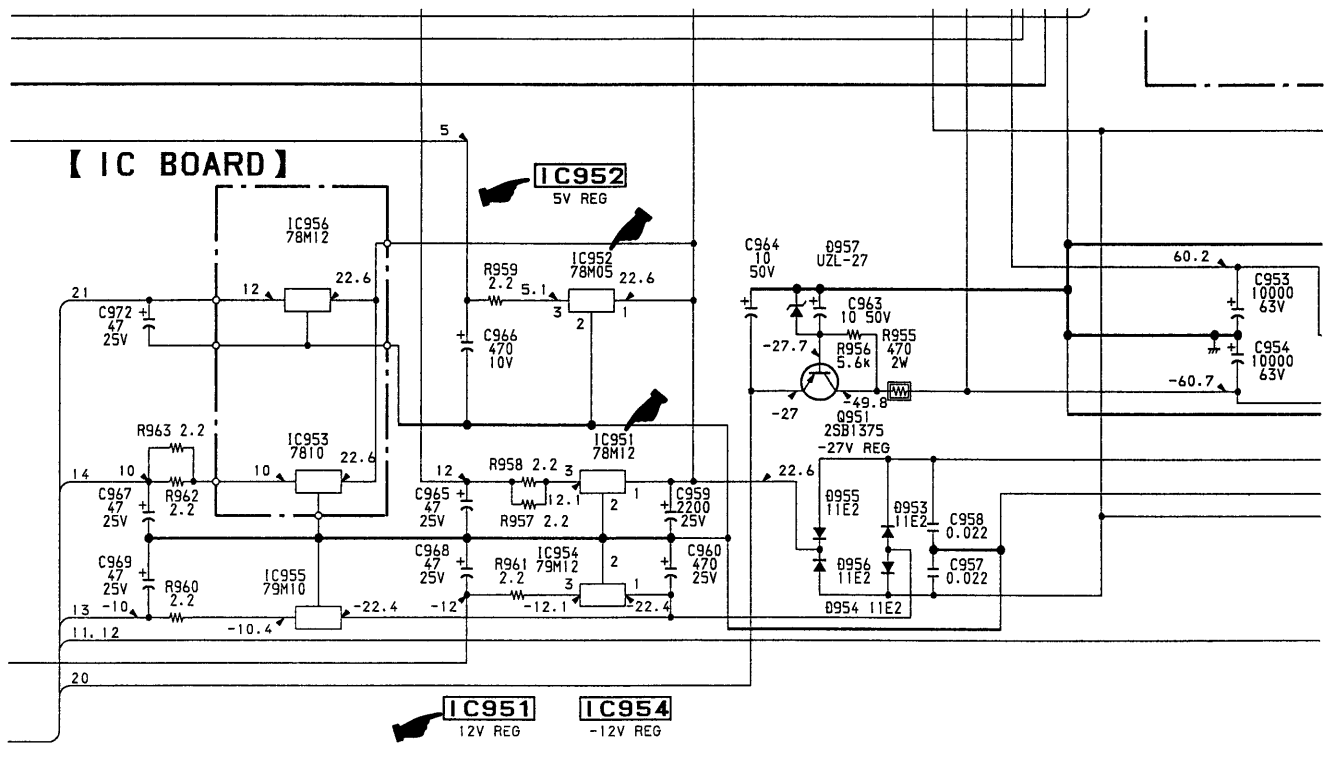 5
【 IC BOARD 】
IC952
5V REG
IC956
78M12
12
22.6
21
C972
47
25V
R959
2.2
5.1
IC952
78M05
22.6
3
2
1
C966
470
10V
C964
10
50V
D957
UZL-27
C963
10 50V
-27.7
R956
5.6k
R955
470
2W
-27
-49.8
Q951
2SB1375
-27V REG
60.2
C953
10000
63V
C954
10000
63V
-60.7
R963 2.2
10
R962
2.2
14
C967
47
25V
IC953
7810
10
22.6
IC951
78M12
12
R958 2.2
3
12.1
1
2
R957 2.2
C965
47
25V
C959
2200
25V
22.6
D955
11E2
D953
11E2
C958
0.022
C969
47
25V
-10
13
R960
2.2
IC955
79M10
-22.4
-10.4
C968
47
25V
-12
R961
2.2
IC954
79M12
2
3
1
-12.1
-22.4
C960
470
25V
D956
11E2
C957
0.022
D954 11E2
11,12
20
IC951
12V REG
IC954
-12V REG